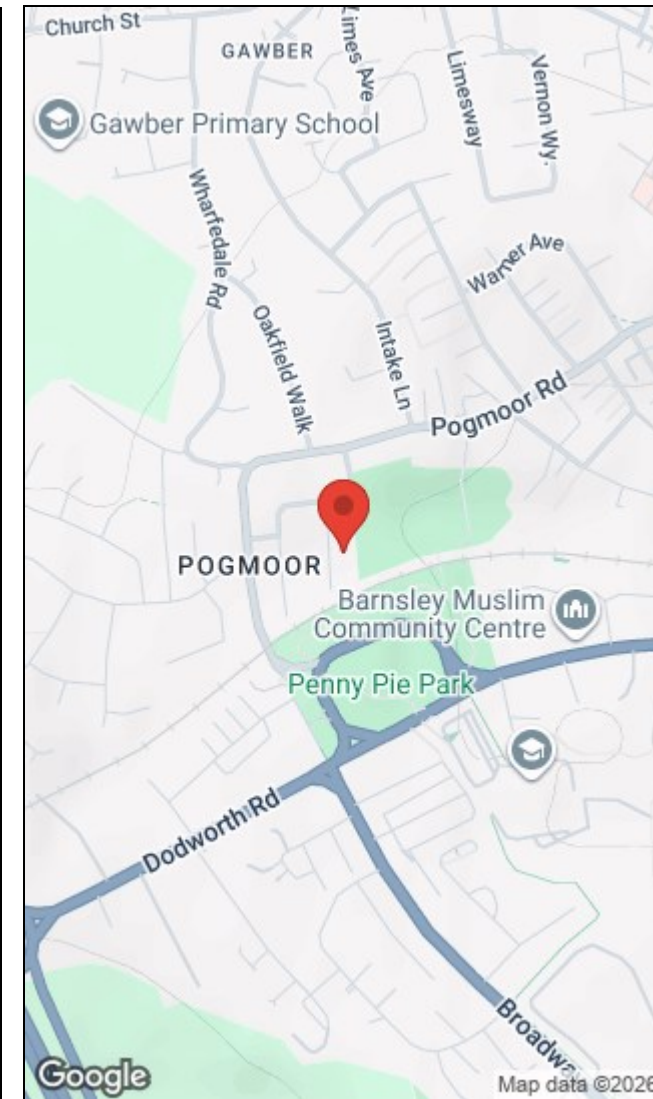 Church St
GAWBER
Limes Ave
Limesway
Vernon Wy.
Gawber Primary School
Wharfedale Rd
Warner Ave
Oakfield Walk
Intake Ln
Pogmoor Rd
POGMOOR
Barnsley Muslim
Community Centre
Penny Pie Park
Dodworth Rd
Broadway
Google
Map data ©2026